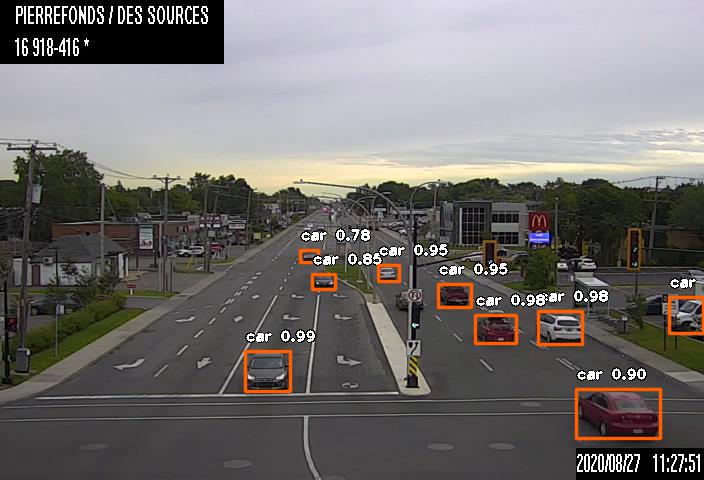 PIERREFONDS / DES SOURCES
16 918-416 *
car 0.78
car 0.85
car 0.95
car 0.95
car 0.98
car 0.98
car
car 0.99
car 0.90
2020/08/27 11:27:51